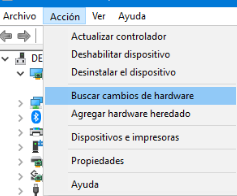 Archivo Acción Ver Ayuda
Actualizar controlador
DE
Deshabilitar dispositivo
Desinstalar el dispositivo
Buscar cambios de hardware
Agregar hardware heredado
Dispositivos e impresoras
Propiedades
Ayuda